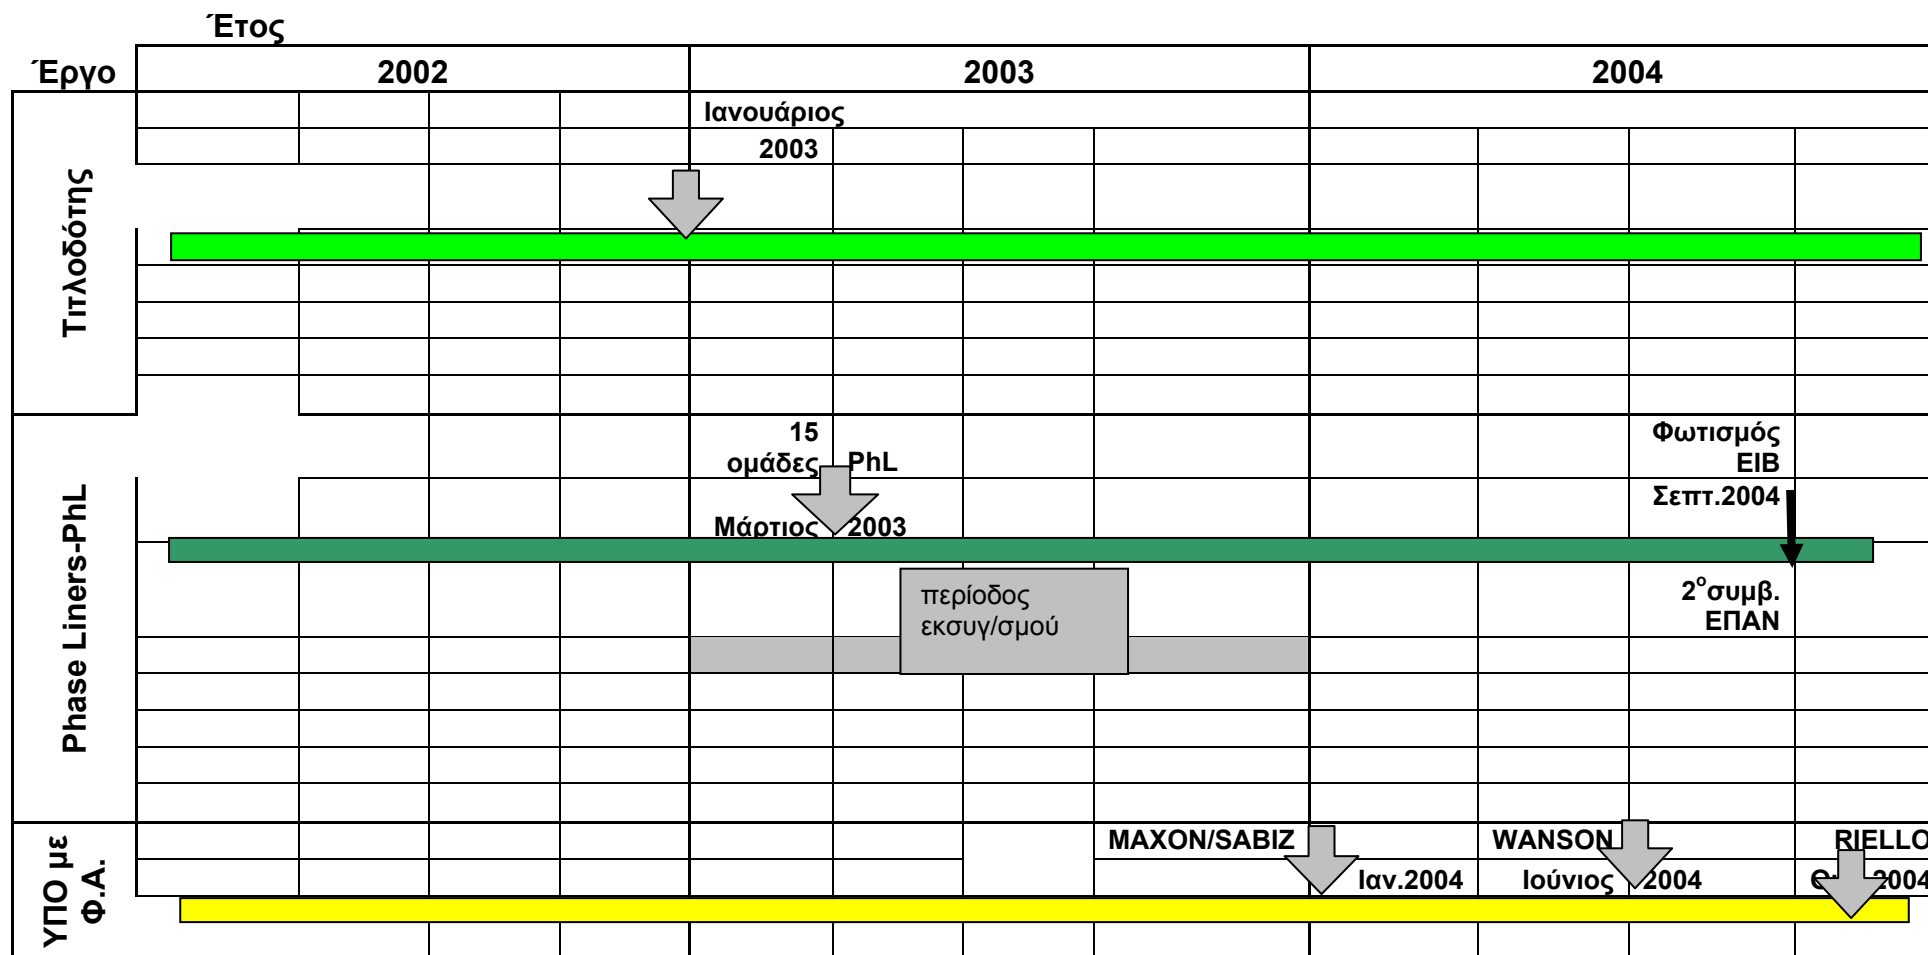 Έτος
Έργο 2002 2003 2004
Τιτλοδότης
Ιανουάριος
2003
Phase Liners-PhL
15
ομάδες PhL
Μάρτιος 2003
Φωτισμός
EIB
Σεπτ.2004
περίοδος
εκσυγ/σμού
2ο συμβ.
ΕΠΑΝ
ΥΠΟ με
Φ.Α.
MAXON/SABIZ WANSON RIELLO
Ιαν.2004 Ιούνιος 2004 2004